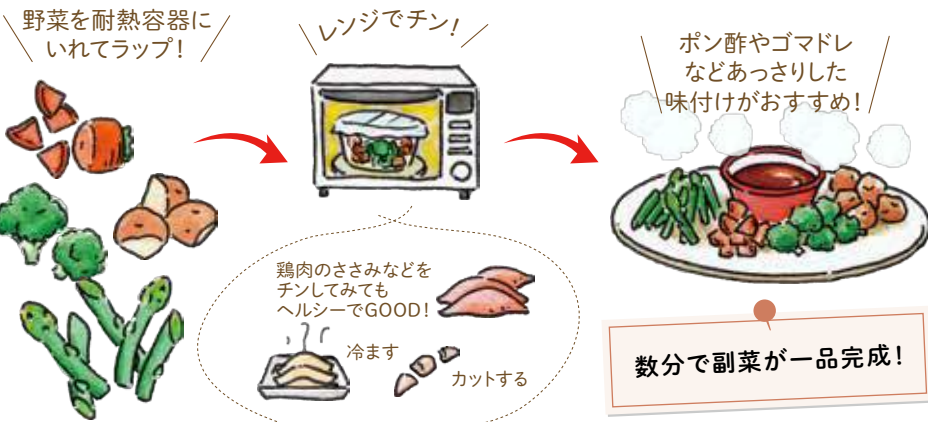 野菜を耐熱容器に
いれてラップ！
レンジでチン！
ポン酢やゴマドレ
などあっさりした
味付けがおすすめ！
鶏肉のささみなどを
チンしてみても
ヘルシーでGOOD！
冷ます
カットする
数分で副菜が一品完成！